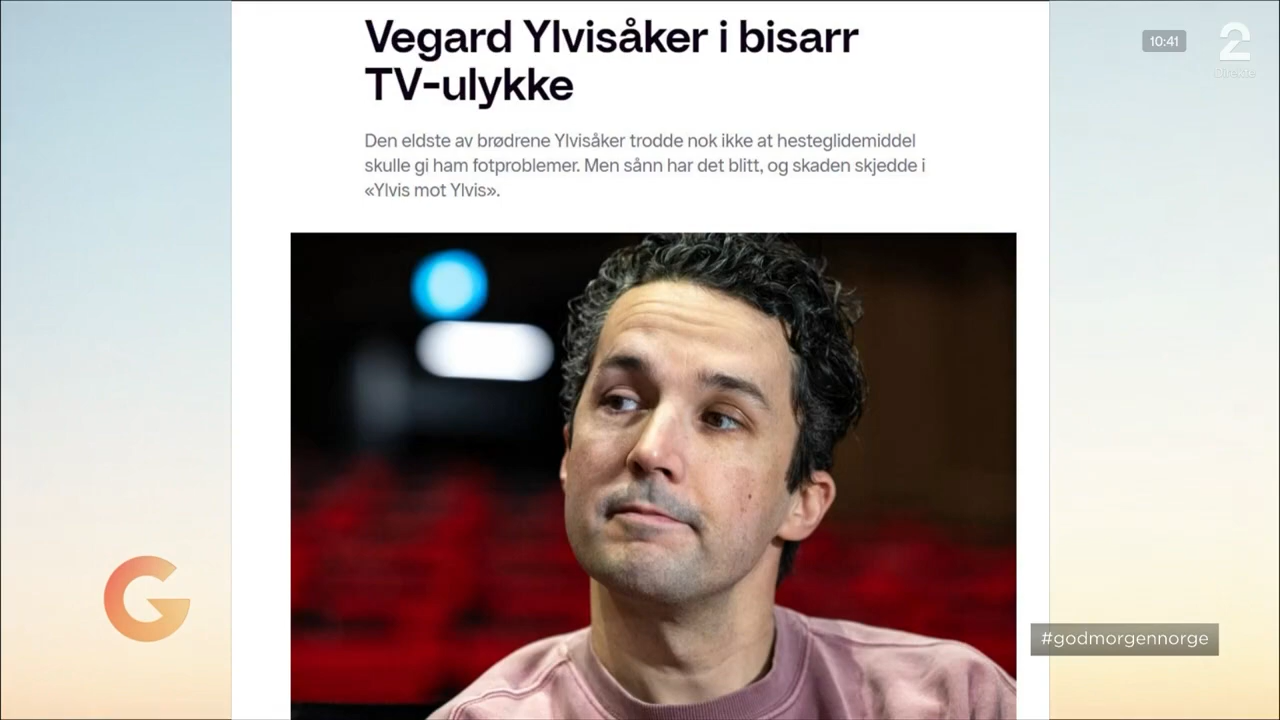 Vegard Ylvisåker i bisarr
TV-ulykke
Den eldste av brødrene Ylvisåker trodde nok ikke at hesteglidemiddel
skulle gi ham fotproblemer. Men sånn har det blitt, og skaden skjedde i
«Ylvis mot Ylvis».
10:41
2
direkte
G
#godmorgennorge